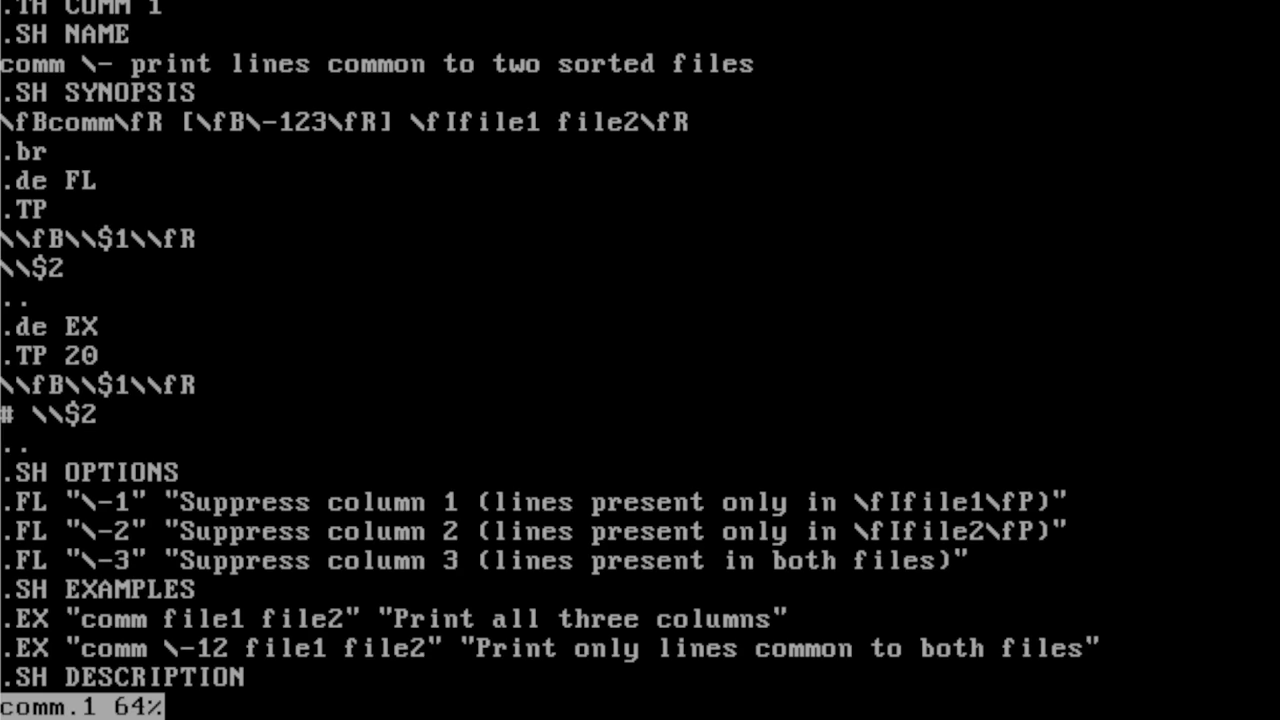 .TH COMM 1
.SH NAME
comm \- print lines common to two sorted files
.SH SYNOPSIS
\fBcomm\fR [\fB\-123\fR] \fIfile1 file2\fR
.br
.de FL
.TP
\\fB\\$1\\fR
\\$2
..
.de EX
.TP 20
\\fB\\$1\\fR
# \\$2
..
.SH OPTIONS
.FL "\-1" "Suppress column 1 (lines present only in \fIfile1\fP)"
.FL "\-2" "Suppress column 2 (lines present only in \fIfile2\fP)"
.FL "\-3" "Suppress column 3 (lines present in both files)"
.SH EXAMPLES
.EX "comm file1 file2" "Print all three columns"
.EX "comm \-12 file1 file2" "Print only lines common to both files"
.SH DESCRIPTION
comm.1 64%